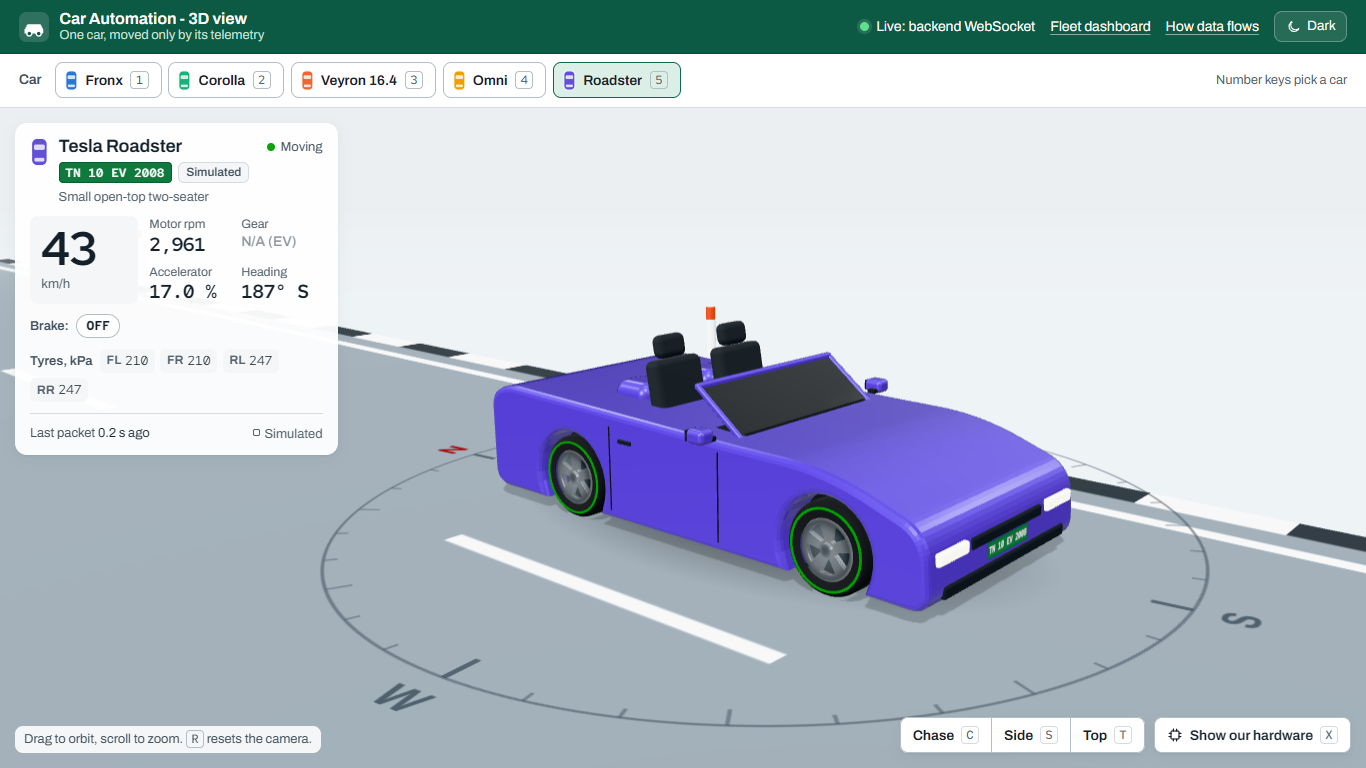 Car Automation - 3D view
One car, moved only by its telemetry
Live: backend WebSocket Fleet dashboard How data flows Dark
Car Fronx 1 Corolla 2 Veyron 16.4 3 Omni 4 Roadster 5 Number keys pick a car
Tesla Roadster Moving
TN 10 EV 2008 Simulated
Small open-top two-seater
43
km/h
Motor rpm Gear
2,961 N/A (EV)
Accelerator Heading
17.0 % 187° S
Brake: OFF
Tyres, kPa FL 210 FR 210 RL 247
RR 247
Last packet 0.2 s ago Simulated
N
TN 10 EV 2008
S
W
Drag to orbit, scroll to zoom. R resets the camera.
Chase C Side S Top T Show our hardware X